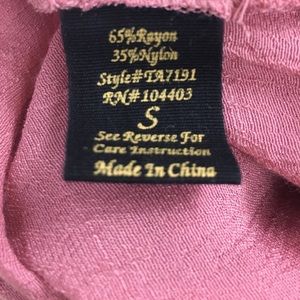 65%Rayon
35%Nylon
Style#TA7191
RN#104403
S
See Reverse For
Care Instruction
Made In China